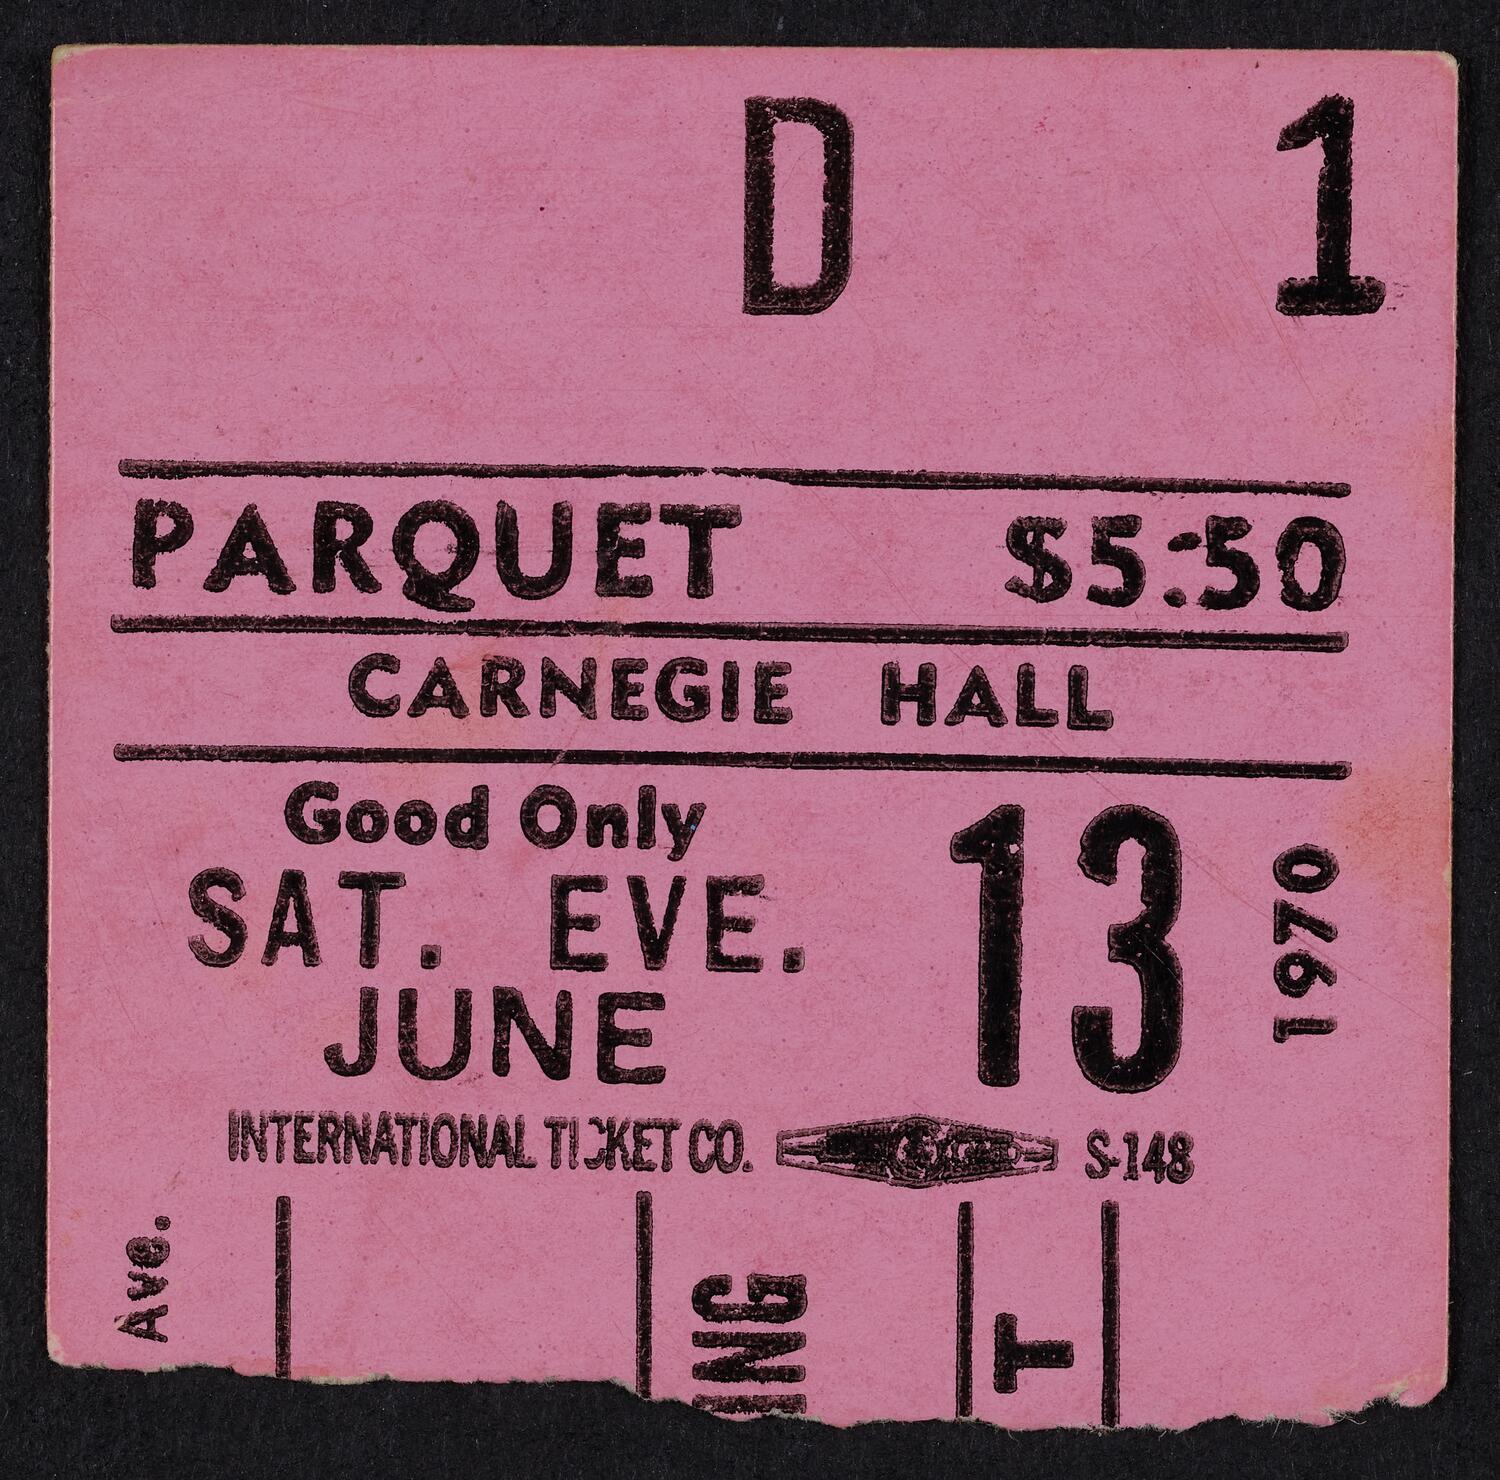 D 1
PARQUET $5.50
CARNEGIE HALL
Good Only
SAT. EVE.
JUNE
13
1970
INTERNATIONAL TICKET CO. S-148
Ave.
ING
T